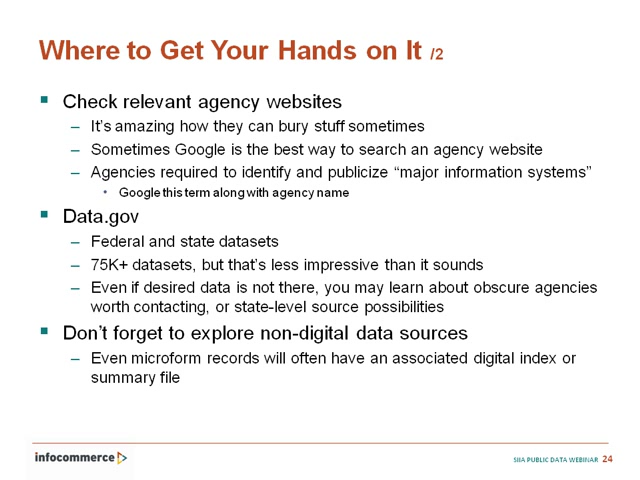 Where to Get Your Hands on It /2
▪ Check relevant agency websites
– It's amazing how they can bury stuff sometimes
– Sometimes Google is the best way to search an agency website
– Agencies required to identify and publicize “major information systems”
• Google this term along with agency name
▪ Data.gov
– Federal and state datasets
– 75K+ datasets, but that's less impressive than it sounds
– Even if desired data is not there, you may learn about obscure agencies
worth contacting, or state-level source possibilities
▪ Don't forget to explore non-digital data sources
– Even microform records will often have an associated digital index or
summary file
infocommerce
SIIA PUBLIC DATA WEBINAR 24